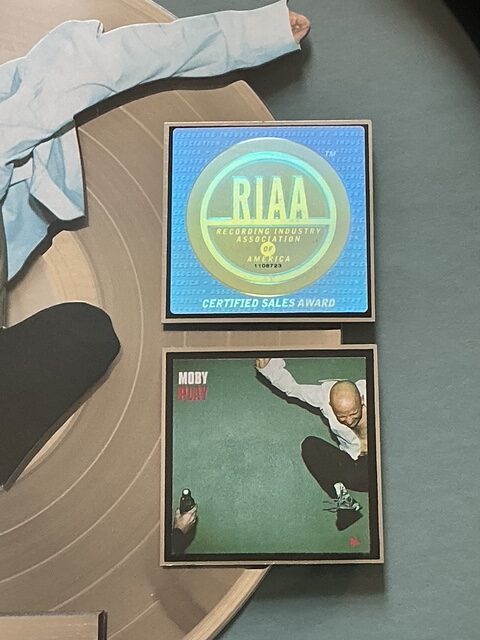 TM
RIAA
RECORDING INDUSTRY
ASSOCIATION
OF
AMERICA
1108723
CERTIFIED SALES AWARD
MOBY
PLAY